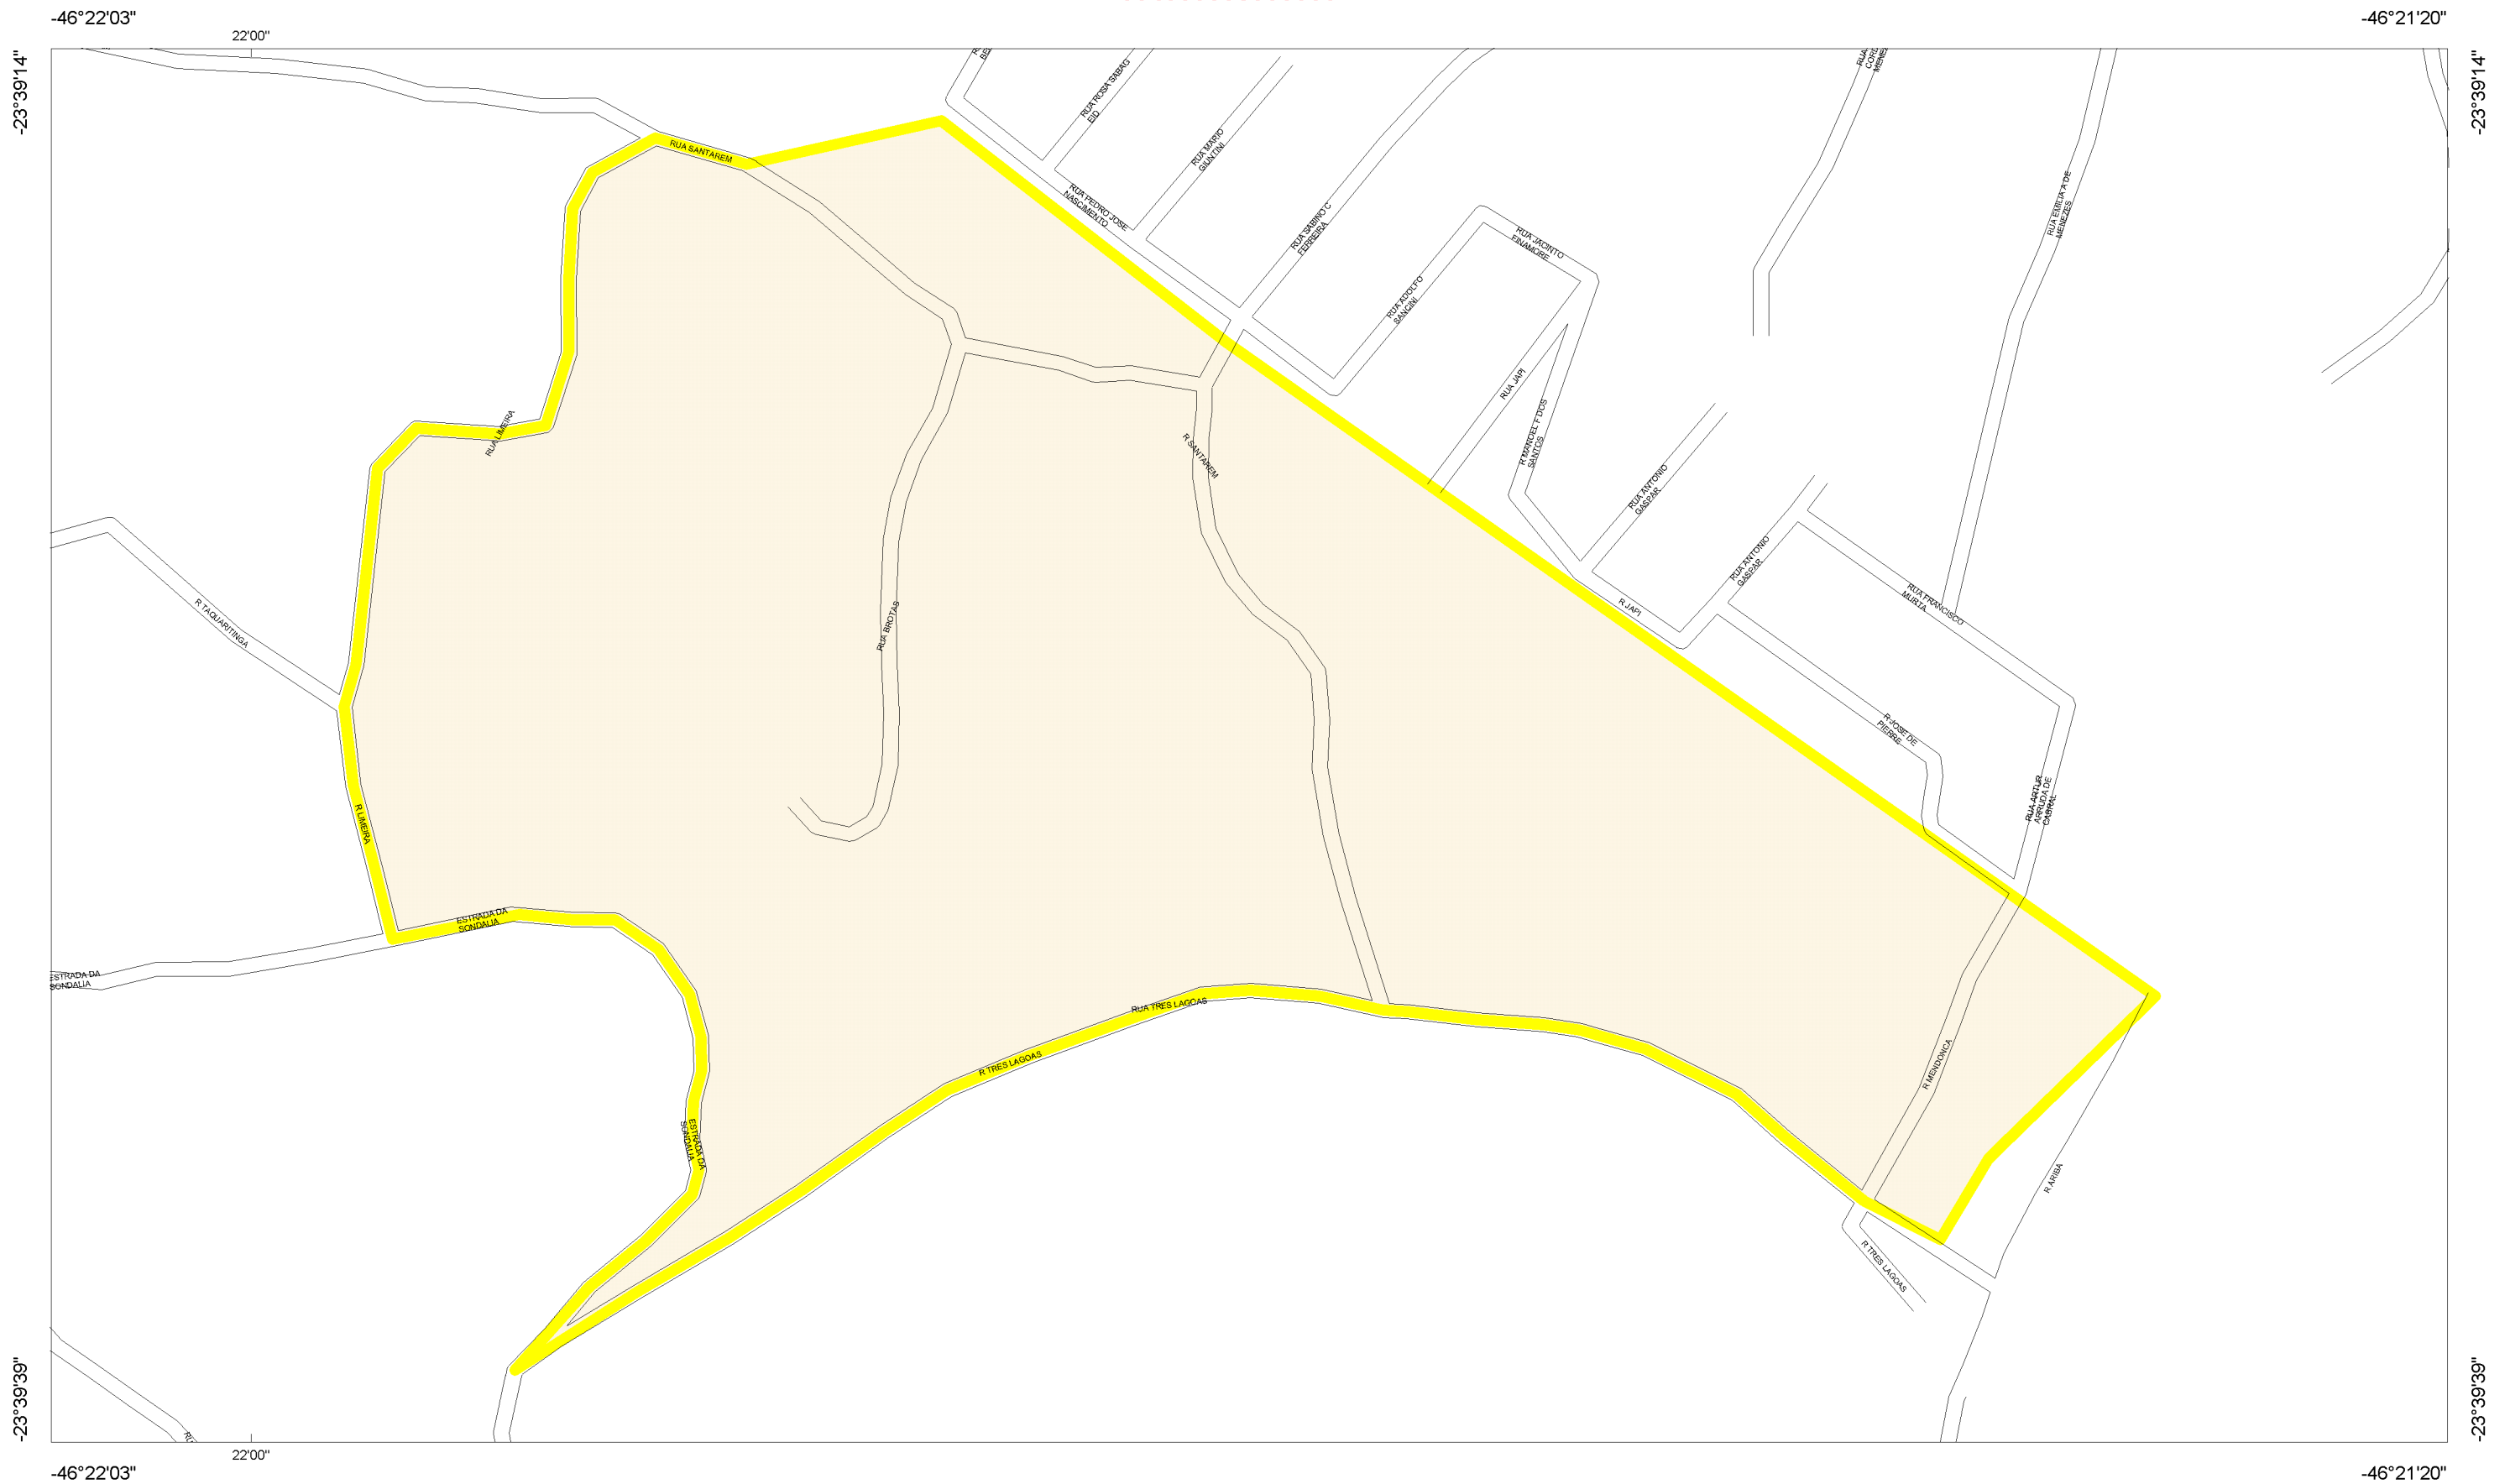 -46°22'03"
-46°21'20"
22'00"
-23°39'14"
-23°39'14"
RUA ROSA SABAG
EID
RUA MARIO
GIUNTINI
RUA SANTAREM
RUA PEDRO JOSE
NASCIMENTO
RUA SABINO C
FERREIRA
RUA JACINTO
FINAMORE
RUA EMILIA A DE
MENEZES
RUA ADOLFO
SANCINI
RUA JAPI
RUA LIMEIRA
R SANTAREM
R MANOEL F DOS
SANTOS
RUA ANTONIO
GASPAR
RUA ANTONIO
GASPAR
R JAPI
RUA FRANCISCO
MURTA
R TAQUARITINGA
RUA BROTAS
R JOSE DE
PIERRE
RUA ARTUR
ARRUDA DE
CABRAL
R LIMEIRA
ESTRADA DA
SONDALIA
ESTRADA DA
SONDALIA
RUA TRES LAGOAS
R TRES LAGOAS
R MENDONCA
ESTRADA DA
SONDALIA
R ARIBA
R TRES LAGOAS
-23°39'39"
-23°39'39"
22'00"
-46°22'03"
-46°21'20"